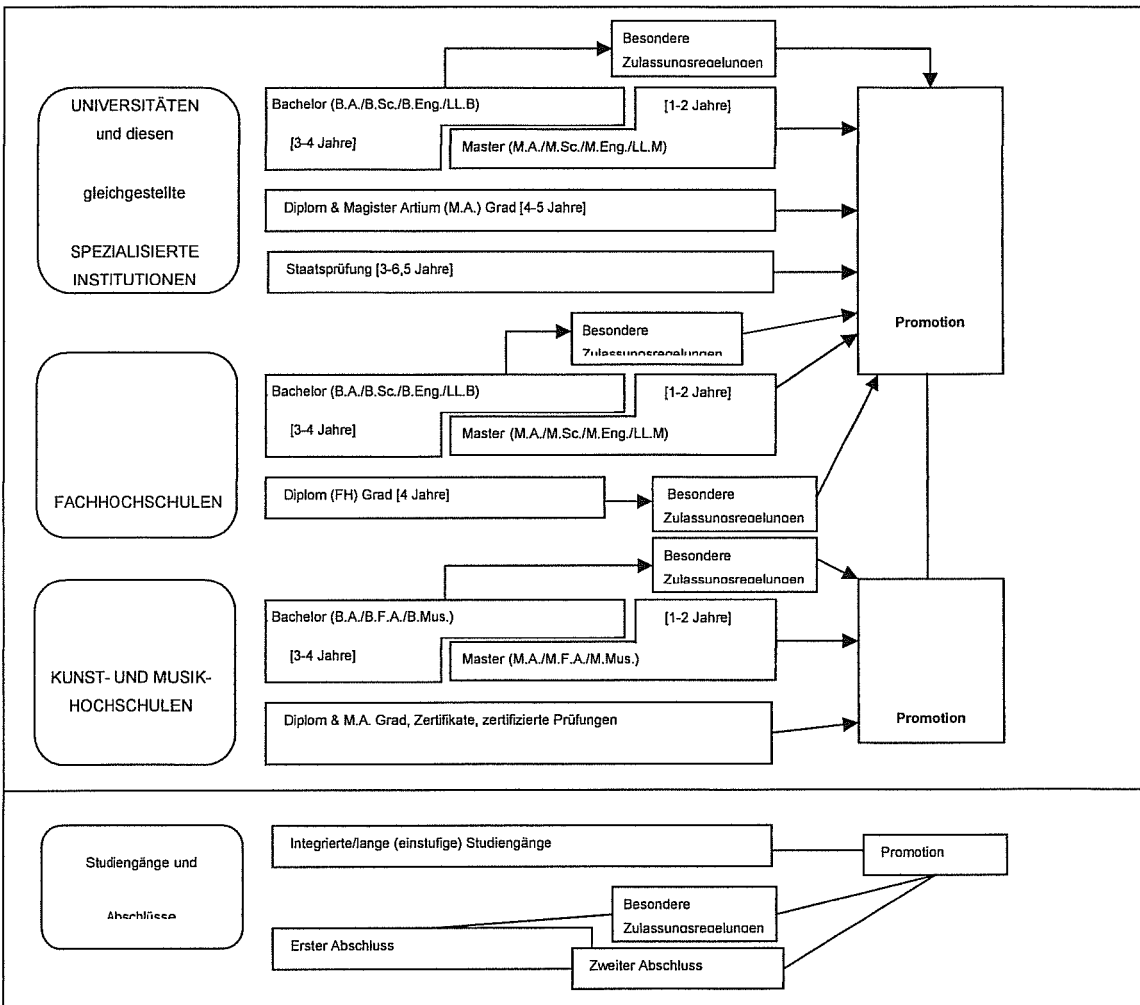 Besondere
Zulassungsregelungen
UNIVERSITÄTEN
und diesen
gleichgestellte
SPEZIALISIERTE
INSTITUTIONEN
Bachelor (B.A./B.Sc./B.Eng./LL.B)
[3-4 Jahre]
[1-2 Jahre]
Master (M.A./M.Sc./M.Eng./LL.M)
Diplom & Magister Artium (M.A.) Grad [4-5 Jahre]
Staatsprüfung [3-6,5 Jahre]
Promotion
Besondere
Zulassungsregelungen
FACHHOCHSCHULEN
Bachelor (B.A./B.Sc./B.Eng./LL.B)
[3-4 Jahre]
[1-2 Jahre]
Master (M.A./M.Sc./M.Eng./LL.M)
Diplom (FH) Grad [4 Jahre]
Besondere
Zulassungsregelungen
Besondere
Zulassungsregelungen
KUNST- UND MUSIK-
HOCHSCHULEN
Bachelor (B.A./B.F.A./B.Mus.)
[3-4 Jahre]
[1-2 Jahre]
Master (M.A./M.F.A./M.Mus.)
Diplom & M.A. Grad, Zertifikate, zertifizierte Prüfungen
Promotion
Studiengänge und
Abschlüsse
Integrierte/lange (einstufige) Studiengänge
Promotion
Besondere
Zulassungsregelungen
Erster Abschluss
Zweiter Abschluss